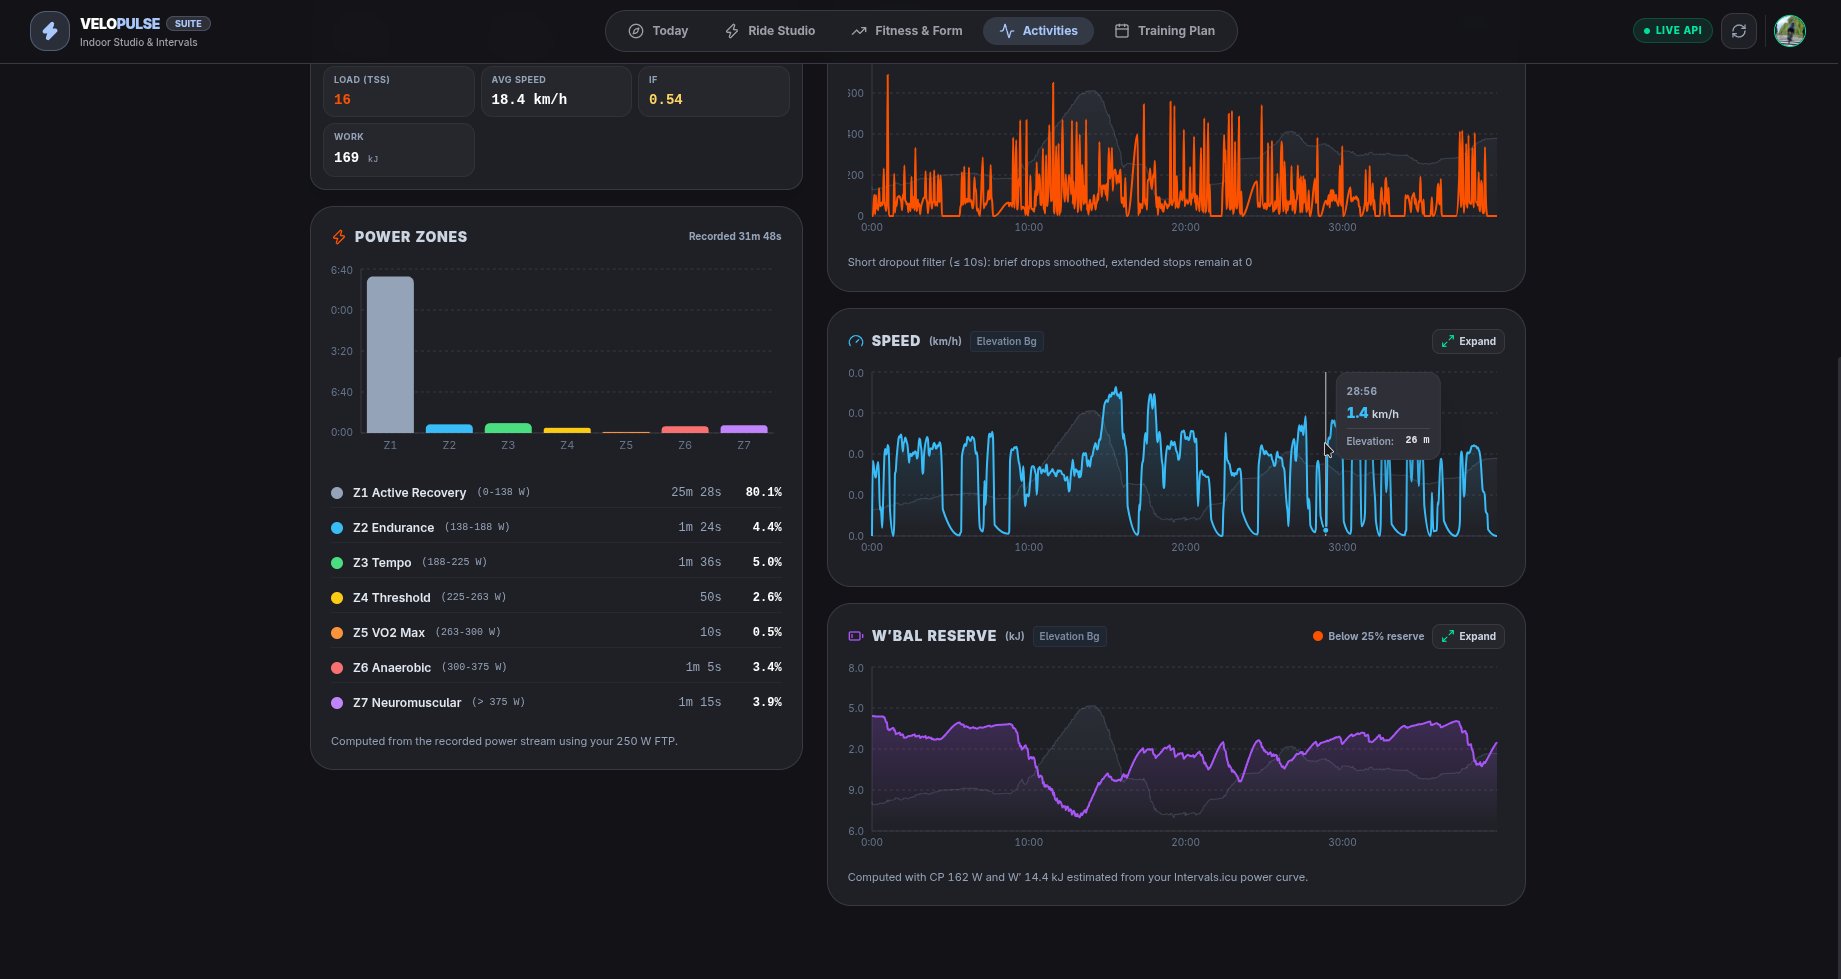 VELOPULSE SUITE
Indoor Studio & Intervals
Today
Ride Studio
Fitness & Form
Activities
Training Plan
LIVE API
LOAD (TSS)
16
AVG SPEED
18.4 km/h
IF
0.54
WORK
169 kJ
POWER ZONES
Recorded 31m 48s
6:40
0:00
3:20
6:40
0:00
Z1 Z2 Z3 Z4 Z5 Z6 Z7
Z1 Active Recovery (0-138 W) 25m 28s 80.1%
Z2 Endurance (138-188 W) 1m 24s 4.4%
Z3 Tempo (188-225 W) 1m 36s 5.0%
Z4 Threshold (225-263 W) 50s 2.6%
Z5 VO2 Max (263-300 W) 10s 0.5%
Z6 Anaerobic (300-375 W) 1m 5s 3.4%
Z7 Neuromuscular (> 375 W) 1m 15s 3.9%
Computed from the recorded power stream using your 250 W FTP.
600
400
200
0
0:00 10:00 20:00 30:00
Short dropout filter (≤ 10s): brief drops smoothed, extended stops remain at 0
SPEED (km/h) Elevation Bg
Expand
0.0
0.0
0.0
0.0
0.0
0:00 10:00 20:00 30:00
28:56
1.4 km/h
Elevation: 26 m
W'BAL RESERVE (kJ) Elevation Bg
Below 25% reserve
Expand
8.0
5.0
2.0
9.0
6.0
0:00 10:00 20:00 30:00
Computed with CP 162 W and W' 14.4 kJ estimated from your Intervals.icu power curve.